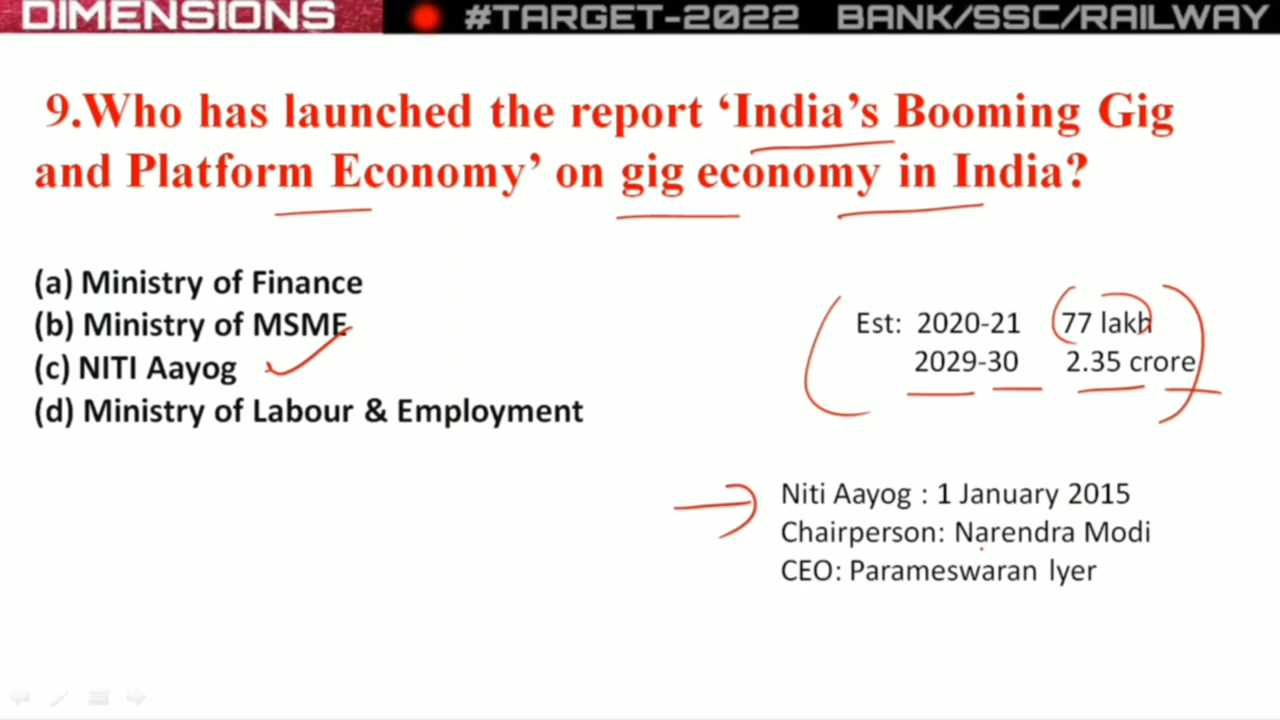 DIMENSIONS #TARGET-2022 BANK/SSC/RAILWAY
9.Who has launched the report ‘India’s Booming Gig
and Platform Economy’ on gig economy in India?
(a) Ministry of Finance
(b) Ministry of MSME
(c) NITI Aayog
(d) Ministry of Labour & Employment
Est: 2020-21 77 lakh
2029-30 2.35 crore
Niti Aayog : 1 January 2015
Chairperson: Narendra Modi
CEO: Parameswaran lyer